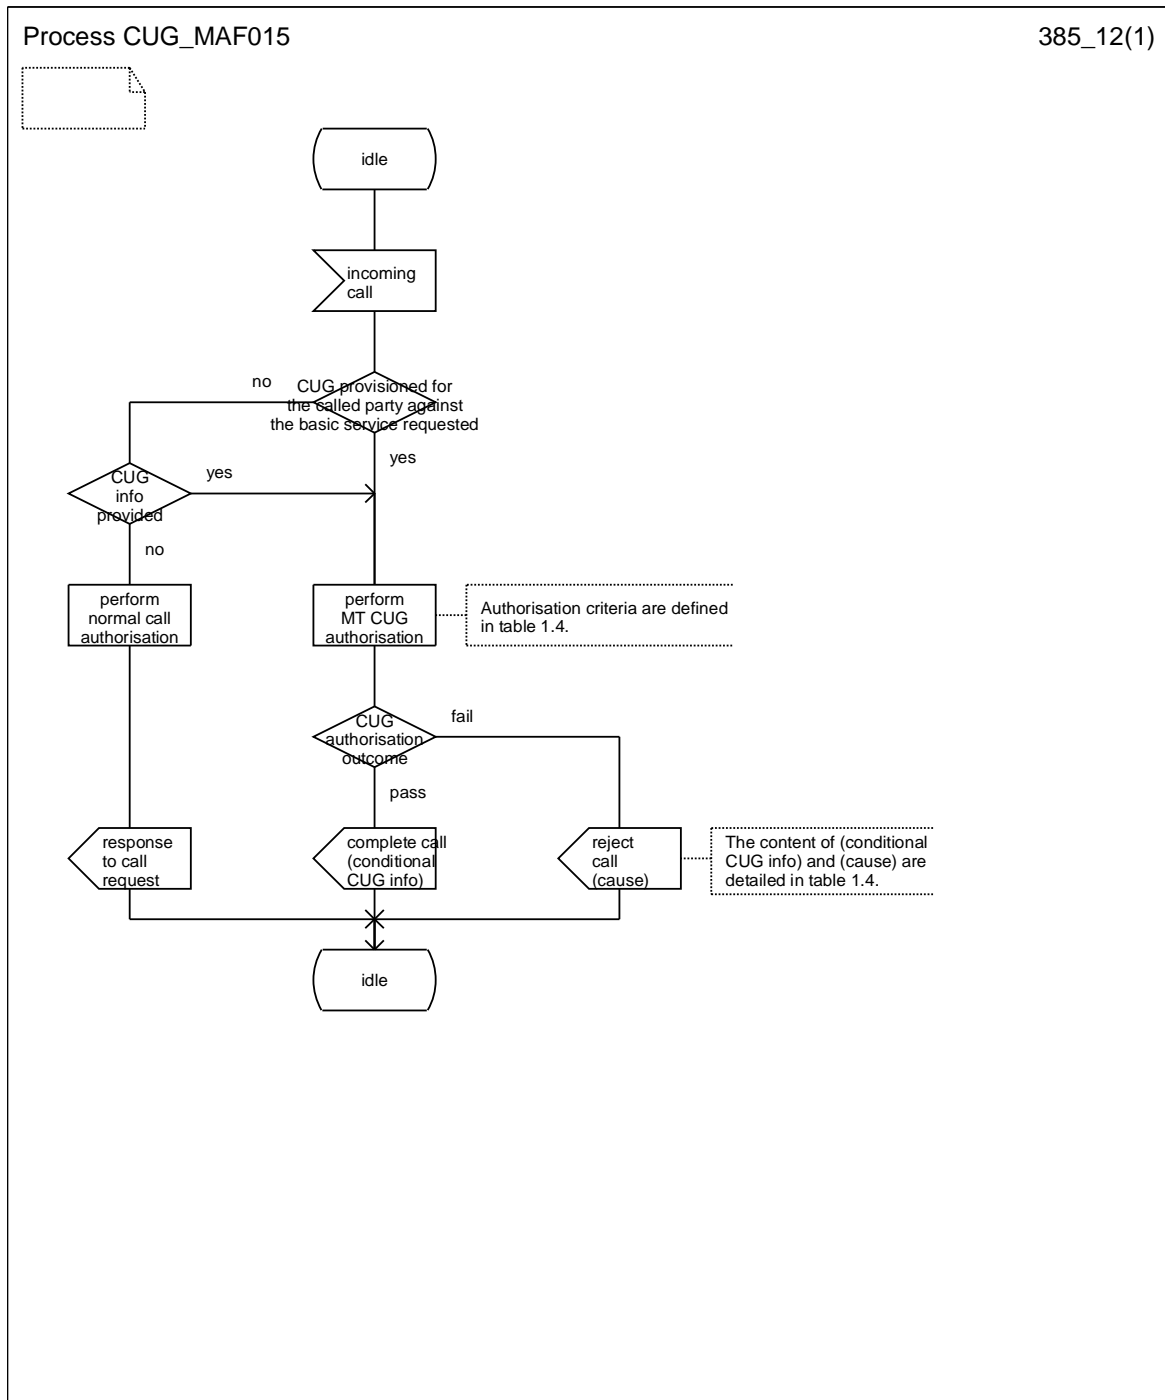 Process CUG_MAF015
385_12(1)
idle
incoming
call
no
CUG provisioned for
the called party against
the basic service requested
yes
CUG
info
provided
yes
no
perform
normal call
authorisation
perform
MT CUG
authorisation
Authorisation criteria are defined
in table 1.4.
CUG
authorisation
outcome
fail
pass
response
to call
request
complete call
(conditional
CUG info)
reject
call
(cause)
The content of (conditional
CUG info) and (cause) are
detailed in table 1.4.
idle